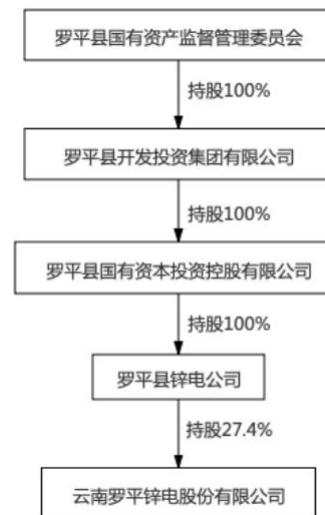 罗平县国有资产监督管理委员会
持股100%
罗平县开发投资集团有限公司
持股100%
罗平县国有资本投资控股有限公司
持股100%
罗平县锌电公司
持股27.4%
云南罗平锌电股份有限公司